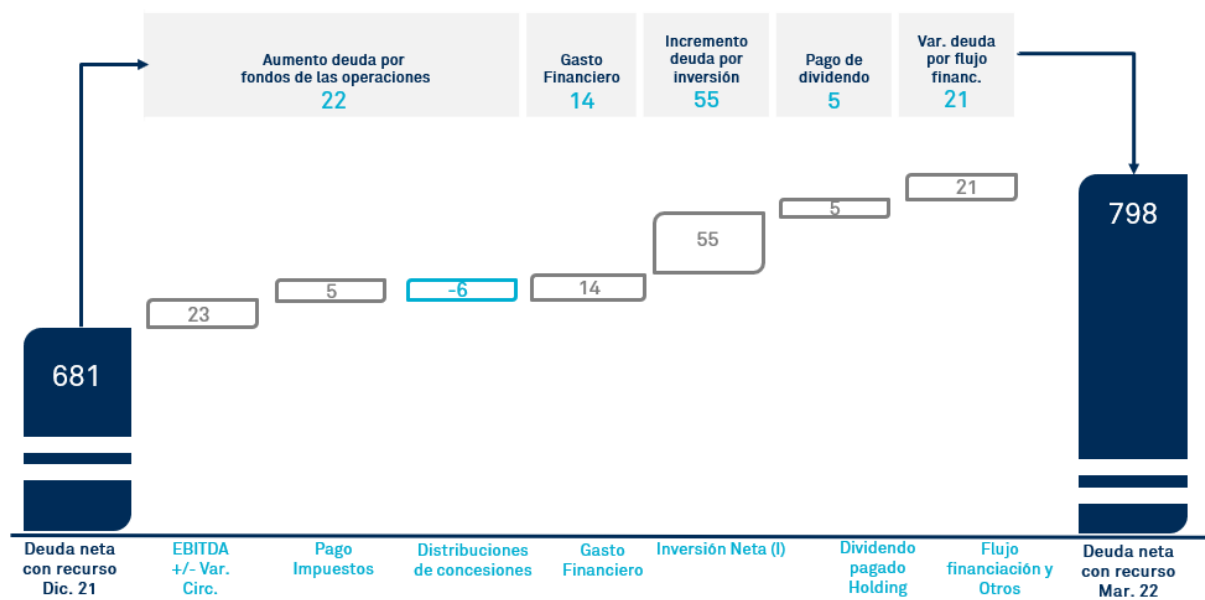 Aumento deuda por
fondos de las operaciones
22
Gasto
Financiero
14
Incremento
deuda por
inversión
55
Pago de
dividendo
5
Var. deuda
por flujo
financ.
21
681
23
5
-6
14
55
5
21
798
Deuda neta
con recurso
Dic. 21
EBITDA
+/- Var.
Circ.
Pago
Impuestos
Distribuciones
de concesiones
Gasto
Financiero
Inversión Neta (I)
Dividendo
pagado
Holding
Flujo
financiación y
Otros
Deuda neta
con recurso
Mar. 22